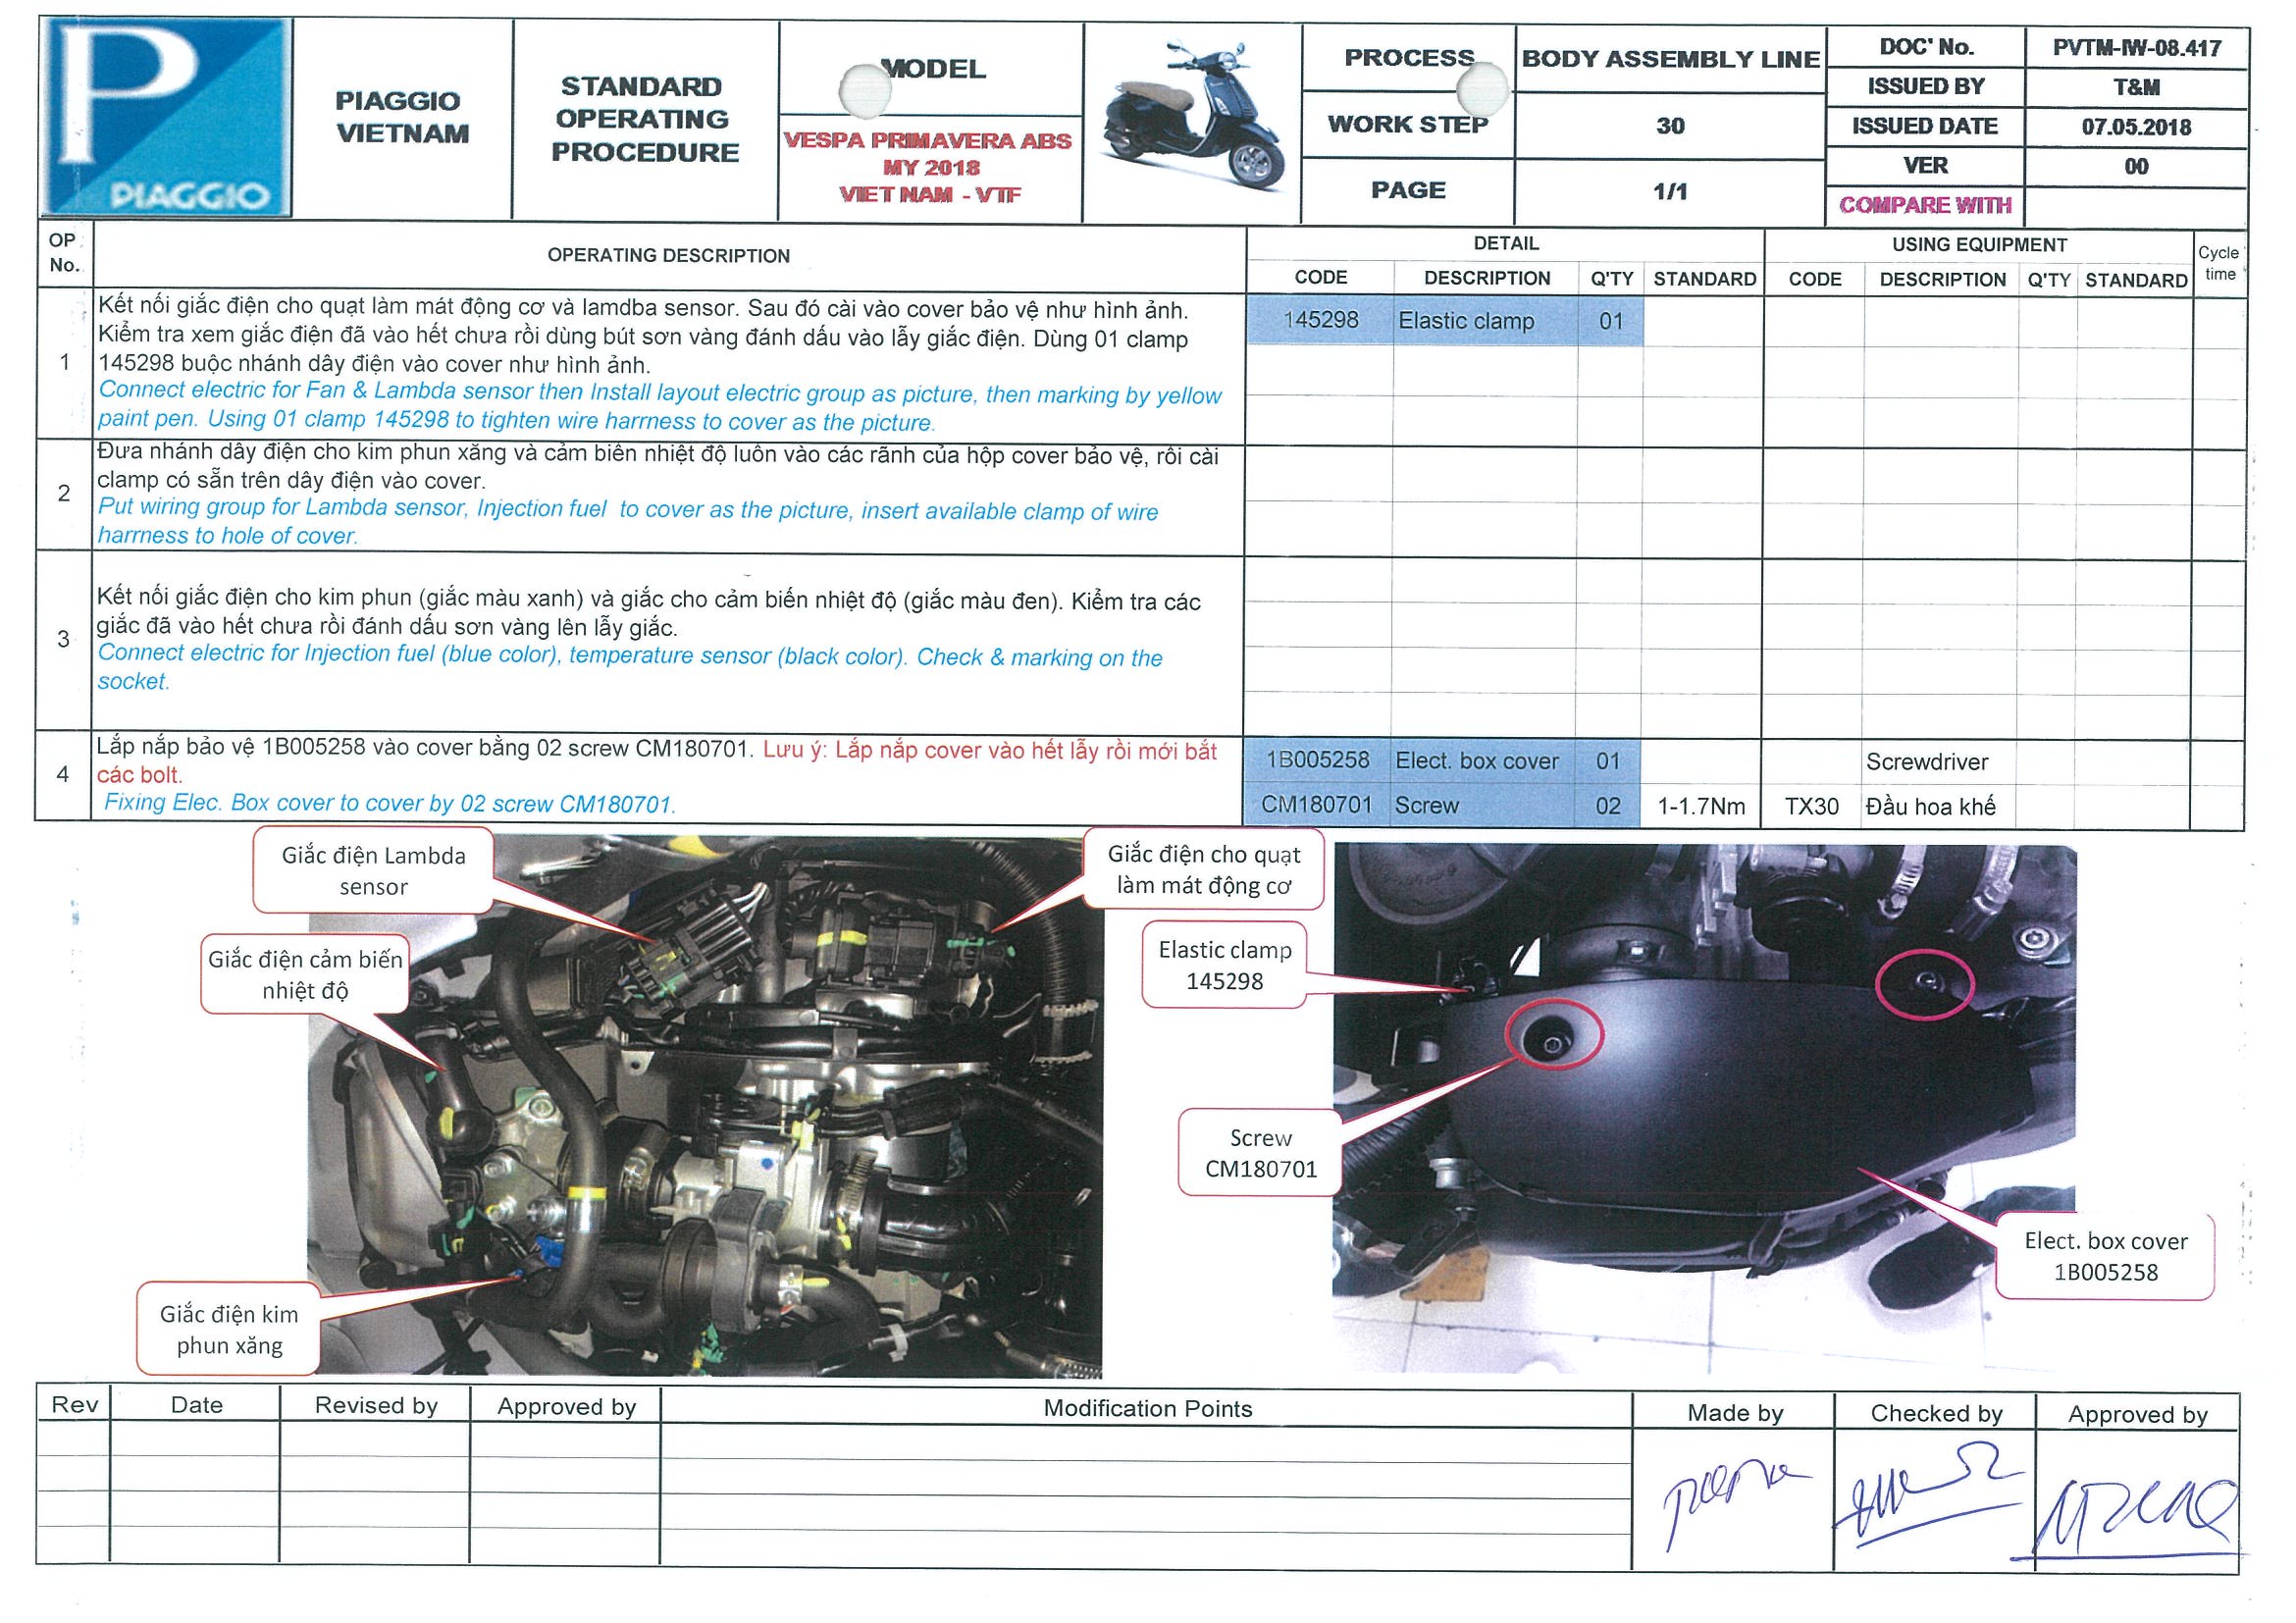 P
PIAGGIO
PIAGGIO
VIETNAM
STANDARD
OPERATING
PROCEDURE
MODEL
VESPA PRIMAVERA ABS
MY 2018
VIET NAM - VTF
PROCESS
BODY ASSEMBLY LINE
WORK STEP
30
PAGE
1/1
DOC' No.
PVTM-IW-08.417
ISSUED BY
T&M
ISSUED DATE
07.05.2018
VER
00
COMPARE WITH
OP
No.
OPERATING DESCRIPTION
DETAIL
USING EQUIPMENT
Cycle
time
CODE
DESCRIPTION
Q'TY
STANDARD
CODE
DESCRIPTION
Q'TY
STANDARD
1
Kết nối giắc điện cho quạt làm mát động cơ và lamdba sensor. Sau đó cài vào cover bảo vệ như hình ảnh.
Kiểm tra xem giắc điện đã vào hết chưa rồi dùng bút sơn vàng đánh dấu vào lẫy giắc điện. Dùng 01 clamp
145298 buộc nhánh dây điện vào cover như hình ảnh.
Connect electric for Fan & Lambda sensor then Install layout electric group as picture, then marking by yellow
paint pen. Using 01 clamp 145298 to tighten wire harrness to cover as the picture.
145298
Elastic clamp
01
2
Đưa nhánh dây điện cho kim phun xăng và cảm biên nhiệt độ luôn vào các rãnh của hộp cover bảo vệ, rôi cài
clamp có sẵn trên dây điện vào cover.
Put wiring group for Lambda sensor, Injection fuel to cover as the picture, insert available clamp of wire
harrness to hole of cover.
3
Kết nối giắc điện cho kim phun (giắc màu xanh) và giắc cho cảm biến nhiệt độ (giắc màu đen). Kiểm tra các
giắc đã vào hết chưa rồi đánh dấu sơn vàng lên lẫy giắc.
Connect electric for Injection fuel (blue color), temperature sensor (black color). Check & marking on the
socket.
4
Lắp nắp bảo vệ 1B005258 vào cover bằng 02 screw CM180701. Lưu ý: Lắp nắp cover vào hết lẫy rồi mới bắt
các bolt.
Fixing Elec. Box cover to cover by 02 screw CM180701.
1B005258
Elect. box cover
01
Screwdriver
CM180701
Screw
02
1-1.7Nm
TX30
Đầu hoa khế
Giắc điện Lambda
sensor
Giắc điện cho quạt
làm mát động cơ
Giắc điện cảm biến
nhiệt độ
Elastic clamp
145298
Screw
CM180701
Elect. box cover
1B005258
Giắc điện kim
phun xăng
Rev
Date
Revised by
Approved by
Modification Points
Made by
Checked by
Approved by